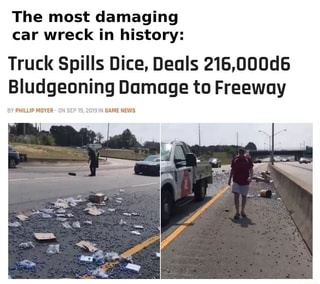 The most damaging
car wreck in history:
Truck Spills Dice, Deals 216,000d6
Bludgeoning Damage to Freeway
BY PHILLIP MOYER - ON SEP 19, 2019 IN GAME NEWS